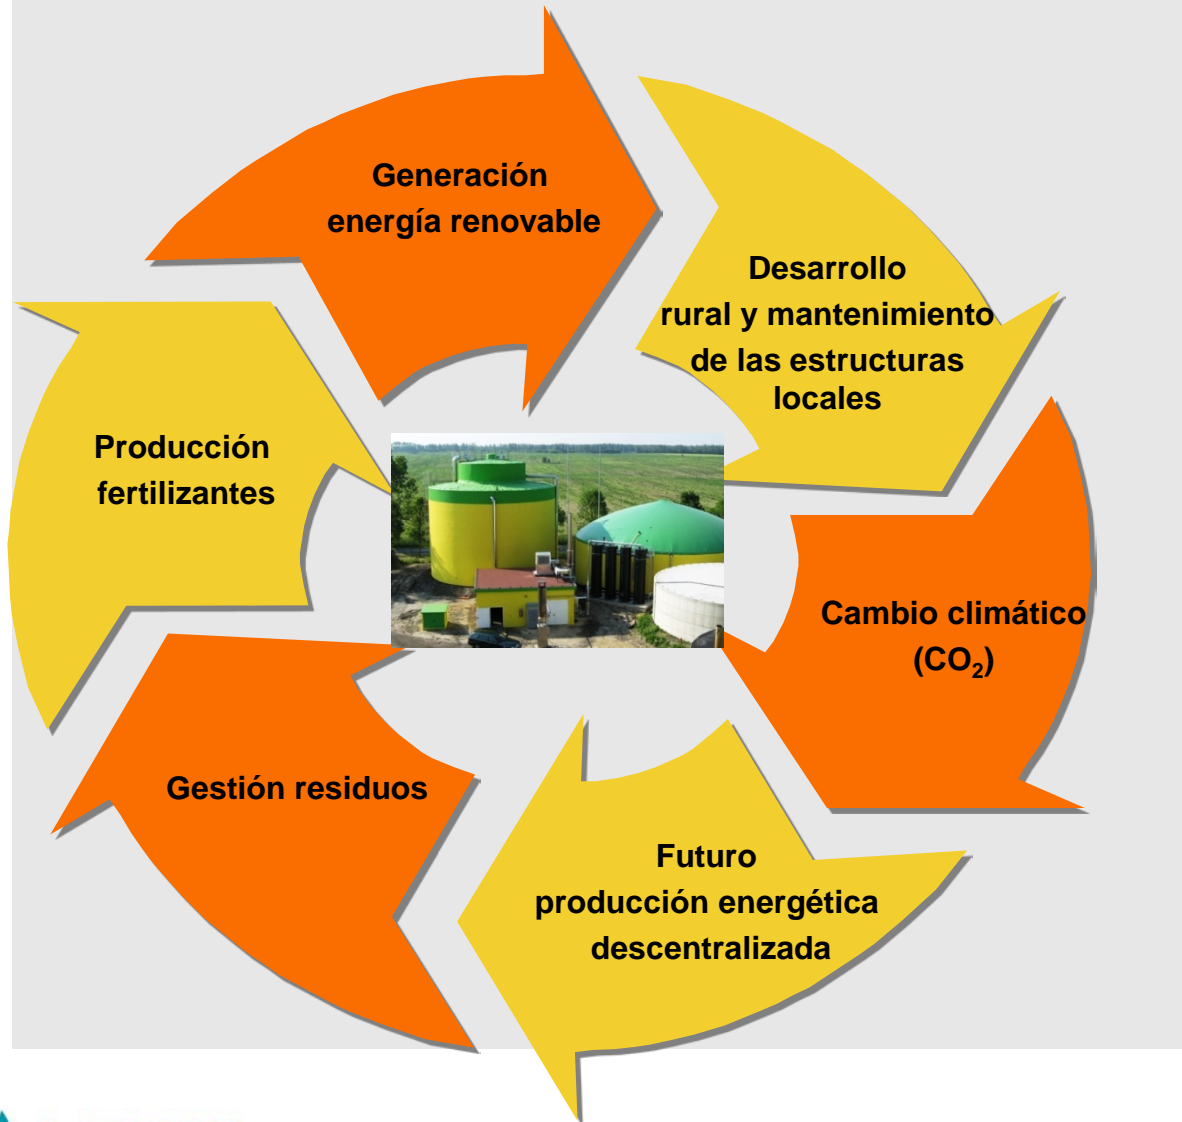 Generación
energía renovable
Desarrollo
rural y mantenimiento
de las estructuras
locales
Cambio climático
(CO₂)
Futuro
producción energética
descentralizada
Gestión residuos
Producción
fertilizantes